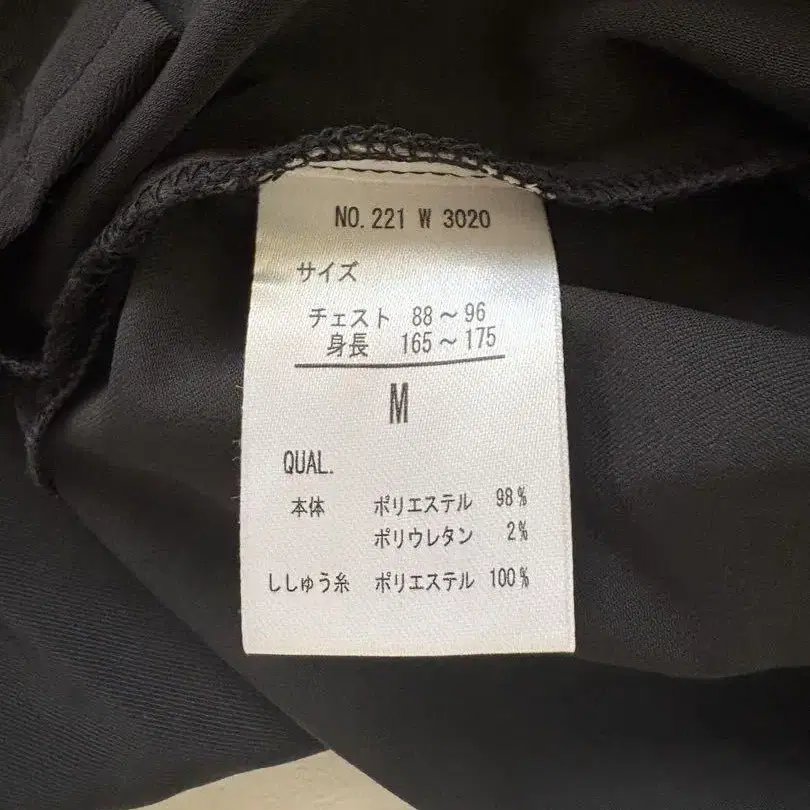 NO. 221 W 3020
サイズ
チェスト 88～96
身長 165～175
M
QUAL.
本体 ポリエステル 98%
ポリウレタン 2%
ししゅう糸 ポリエステル 100%